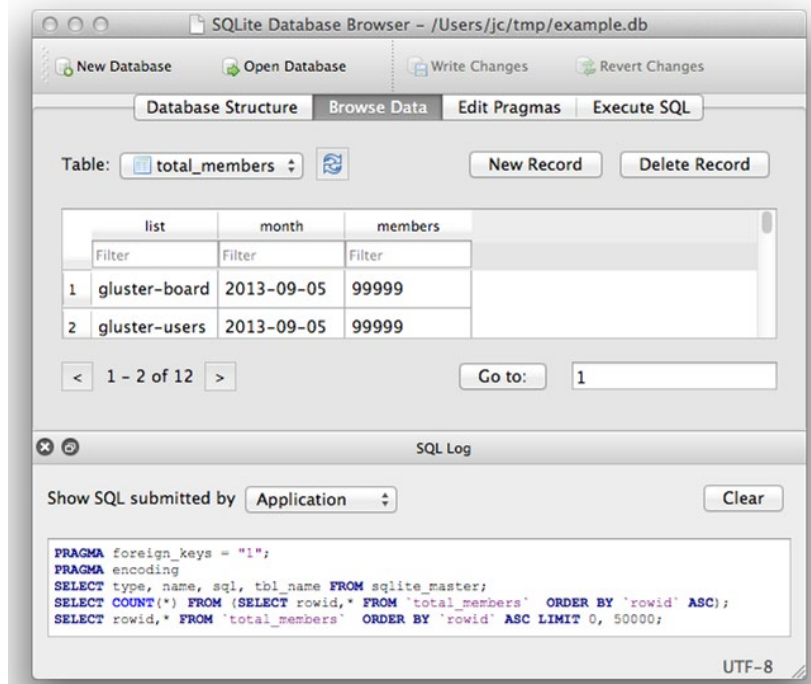 SQLite Database Browser – /Users/jc/tmp/example.db
New Database Open Database Write Changes Revert Changes
Database Structure Browse Data Edit Pragmas Execute SQL
Table: total_members New Record Delete Record
list month members
Filter Filter Filter
1 gluster-board 2013-09-05 99999
2 gluster-users 2013-09-05 99999
< 1 – 2 of 12 > Go to: 1
SQL Log
Show SQL submitted by Application Clear
PRAGMA foreign_keys = "1";
PRAGMA encoding
SELECT type, name, sql, tbl_name FROM sqlite_master;
SELECT COUNT(*) FROM (SELECT rowid,* FROM `total_members` ORDER BY `rowid` ASC);
SELECT rowid,* FROM `total_members` ORDER BY `rowid` ASC LIMIT 0, 50000;
UTF-8